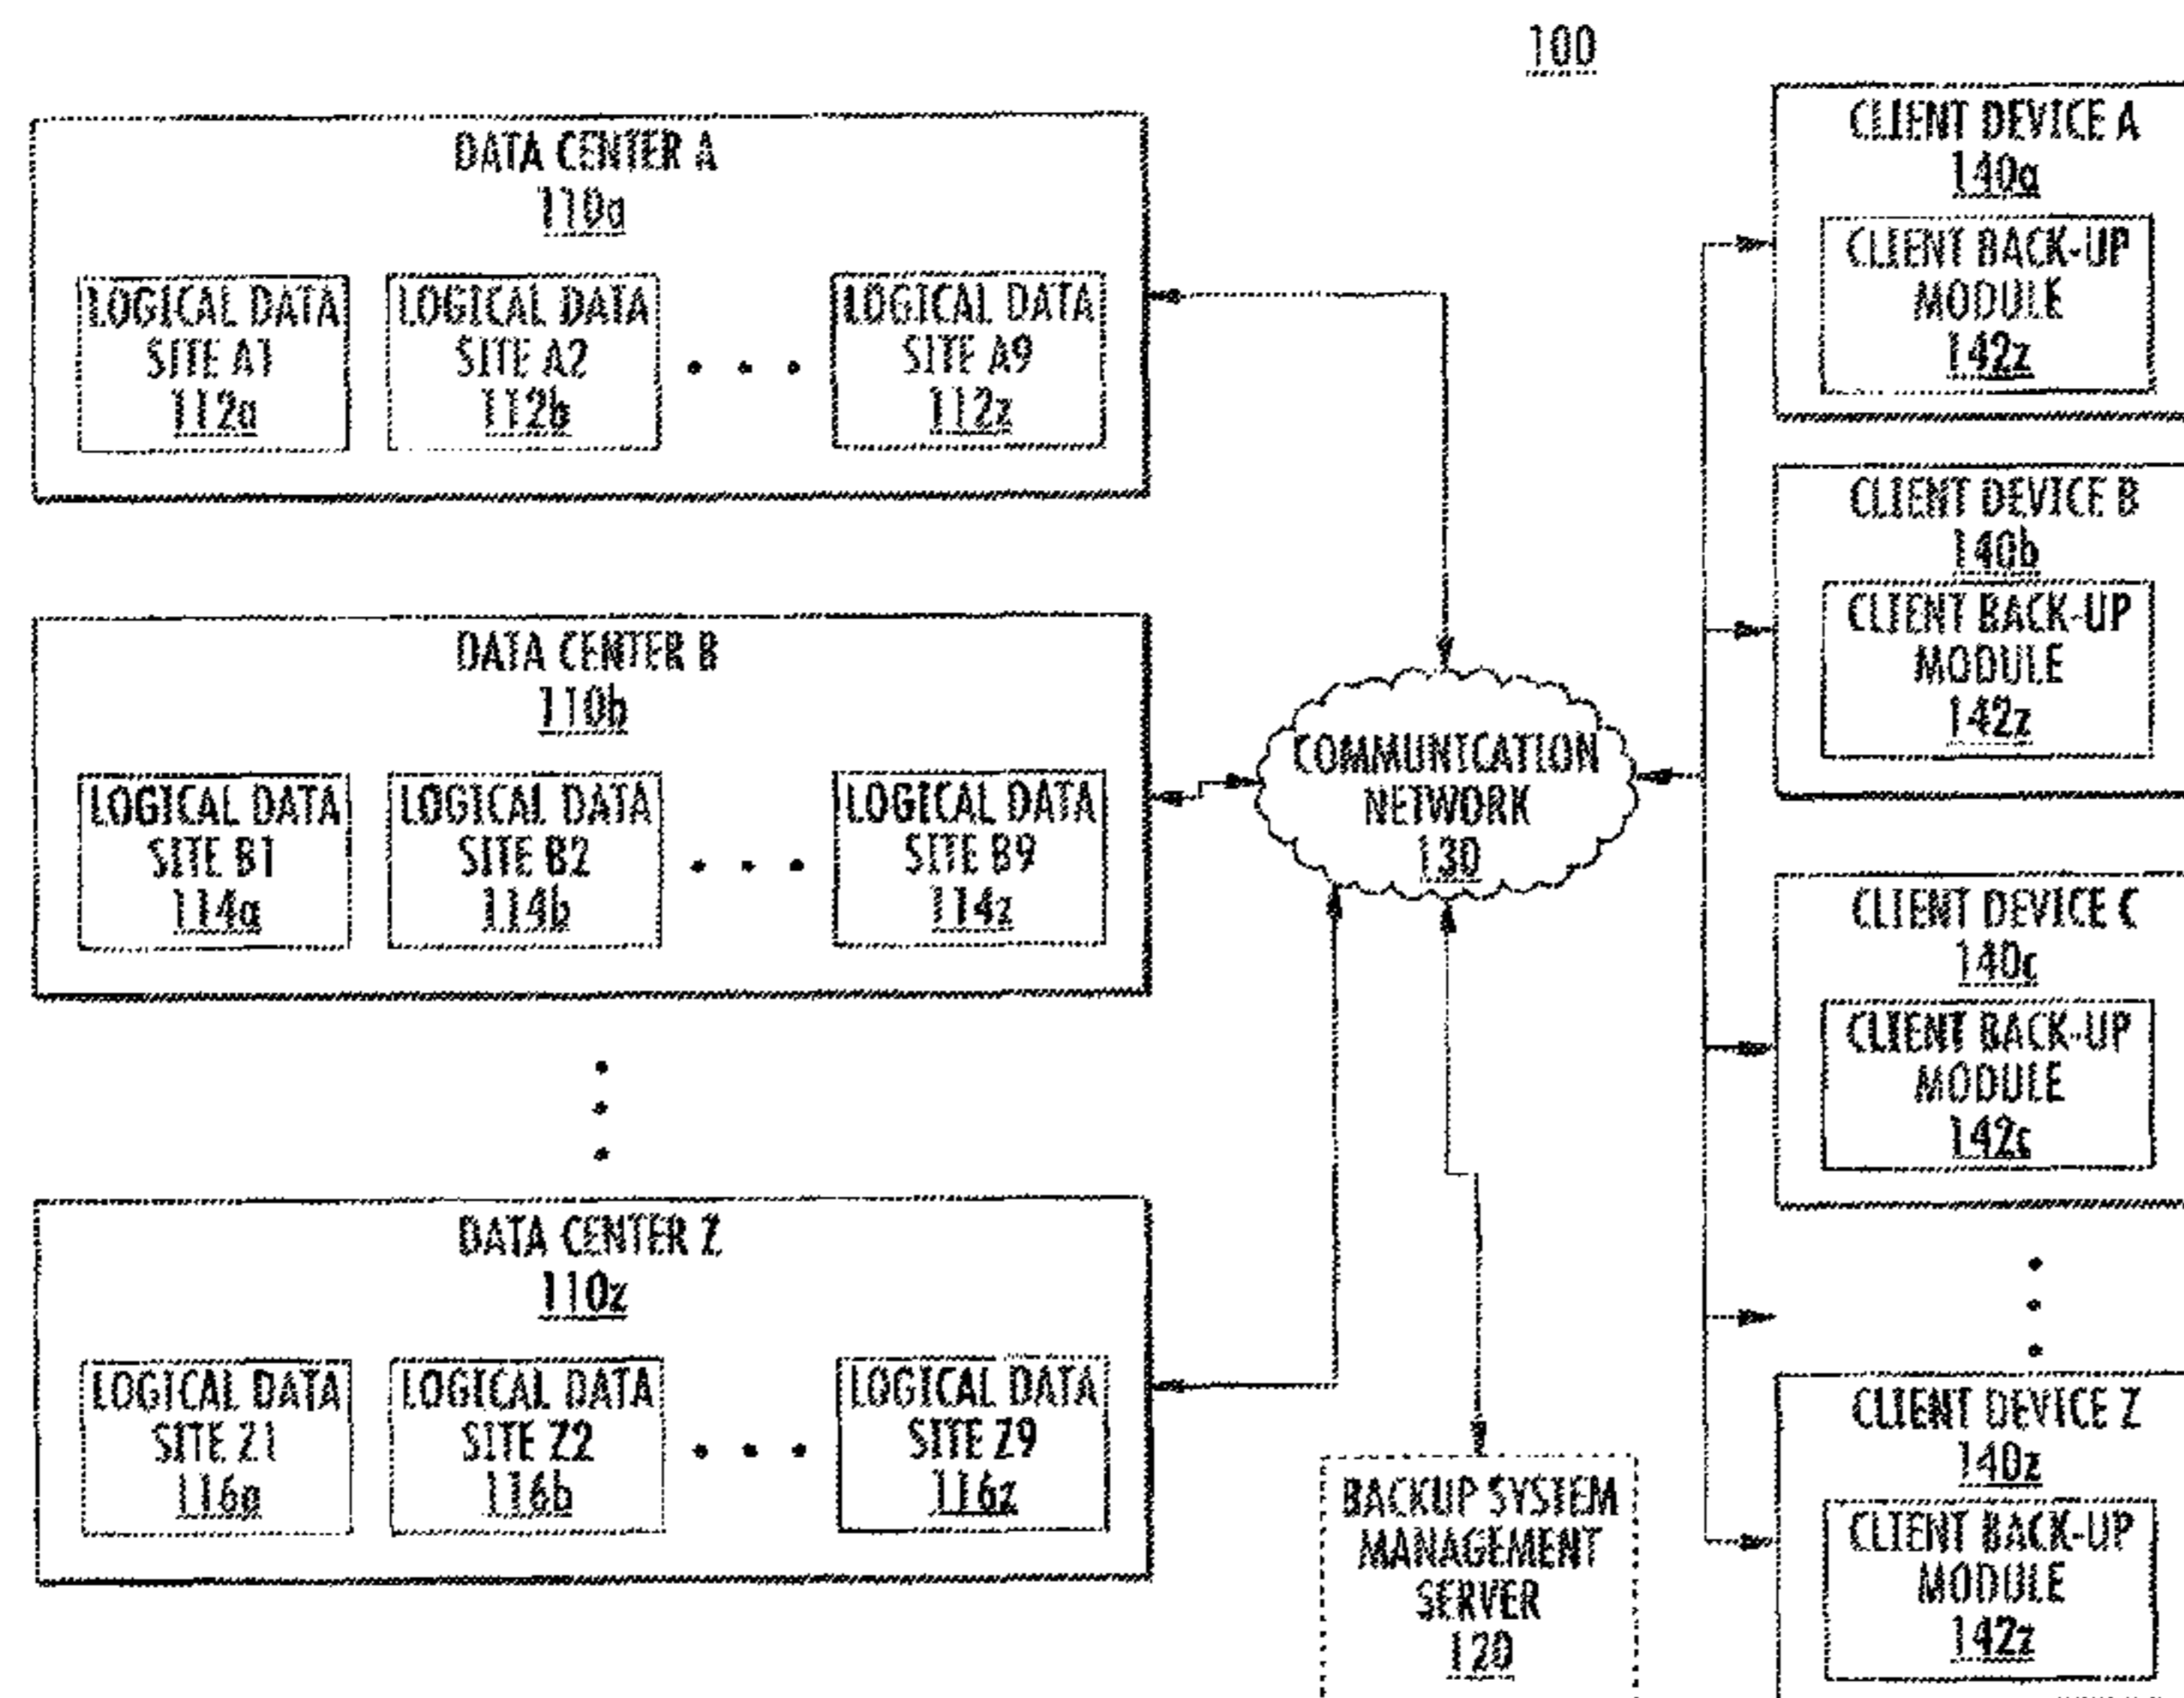 100
DATA CENTER A
110a
LOGICAL DATA
SITE A1
112a
LOGICAL DATA
SITE A2
112b
LOGICAL DATA
SITE A9
112z
DATA CENTER B
110b
LOGICAL DATA
SITE B1
114a
LOGICAL DATA
SITE B2
114b
LOGICAL DATA
SITE B9
114z
DATA CENTER Z
110z
LOGICAL DATA
SITE Z1
116a
LOGICAL DATA
SITE Z2
116b
LOGICAL DATA
SITE Z9
116z
COMMUNICATION
NETWORK
130
BACKUP SYSTEM
MANAGEMENT
SERVER
120
CLIENT DEVICE A
140a
CLIENT BACK-UP
MODULE
142z
CLIENT DEVICE B
140b
CLIENT BACK-UP
MODULE
142z
CLIENT DEVICE C
140c
CLIENT BACK-UP
MODULE
142c
CLIENT DEVICE Z
140z
CLIENT BACK-UP
MODULE
142z